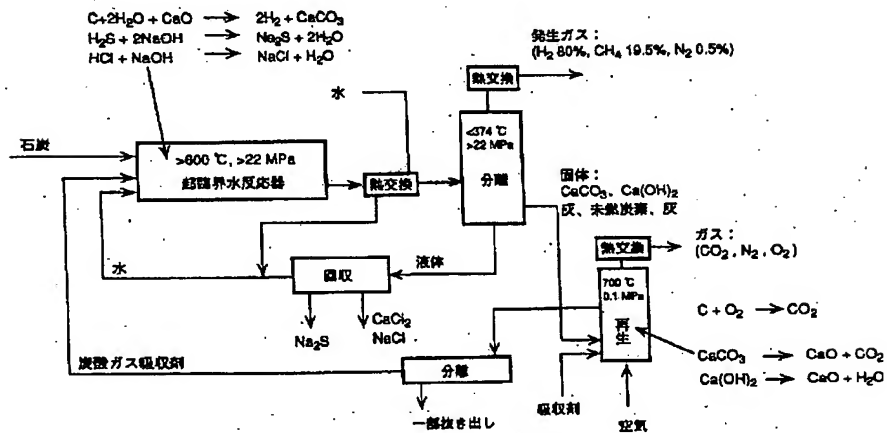 C+2H₂O + CaO → 2H₂ + CaCO₃
H₂S + 2NaOH → Na₂S + 2H₂O
HCl + NaOH → NaCl + H₂O
発生ガス：
(H₂ 80%, CH₄ 19.5%, N₂ 0.5%)
熱交換
水
石炭
>600 ℃, >22 MPa
超臨界水反応器
熱交換
<374 ℃
>22 MPa
分離
固体：
CaCO₃、Ca(OH)₂
灰、未燃炭素、灰
ガス：
(CO₂ , N₂ , O₂)
熱交換
水
回収
液体
700 ℃
0.1 MPa
再生
C + O₂ → CO₂
Na₂S
CaCl₂
NaCl
CaCO₃ → CaO + CO₂
Ca(OH)₂ → CaO + H₂O
炭酸ガス吸収剤
分離
一部抜き出し
吸収剤
空気